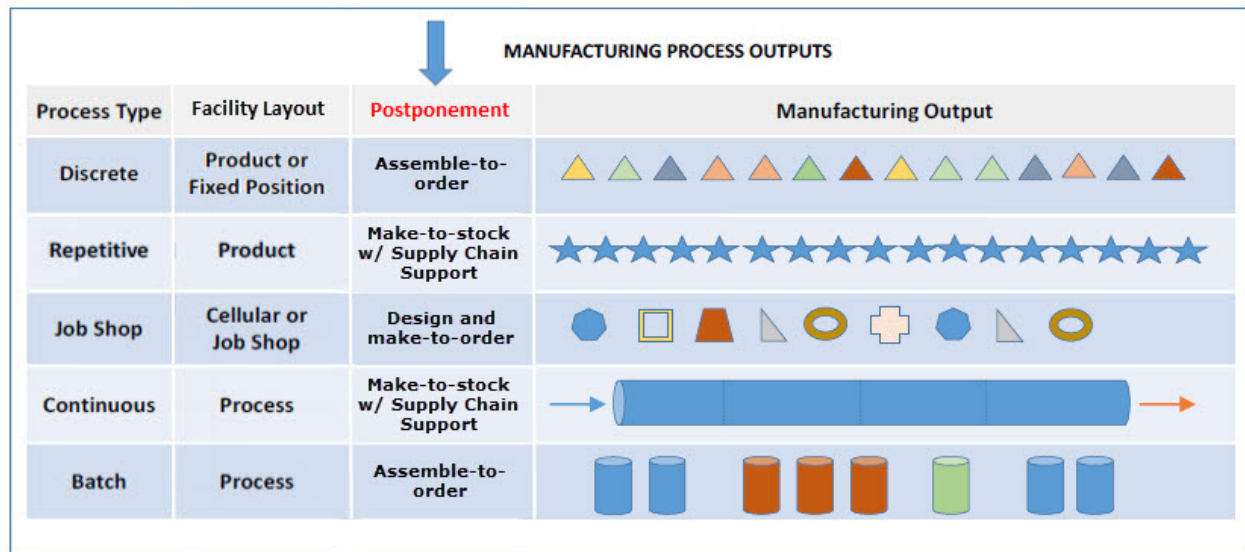 MANUFACTURING PROCESS OUTPUTS
Process Type
Facility Layout
Postponement
Manufacturing Output
Discrete
Product or
Fixed Position
Assemble-to-
order
Repetitive
Product
Make-to-stock
w/ Supply Chain
Support
Job Shop
Cellular or
Job Shop
Design and
make-to-order
Continuous
Process
Make-to-stock
w/ Supply Chain
Support
Batch
Process
Assemble-to-
order